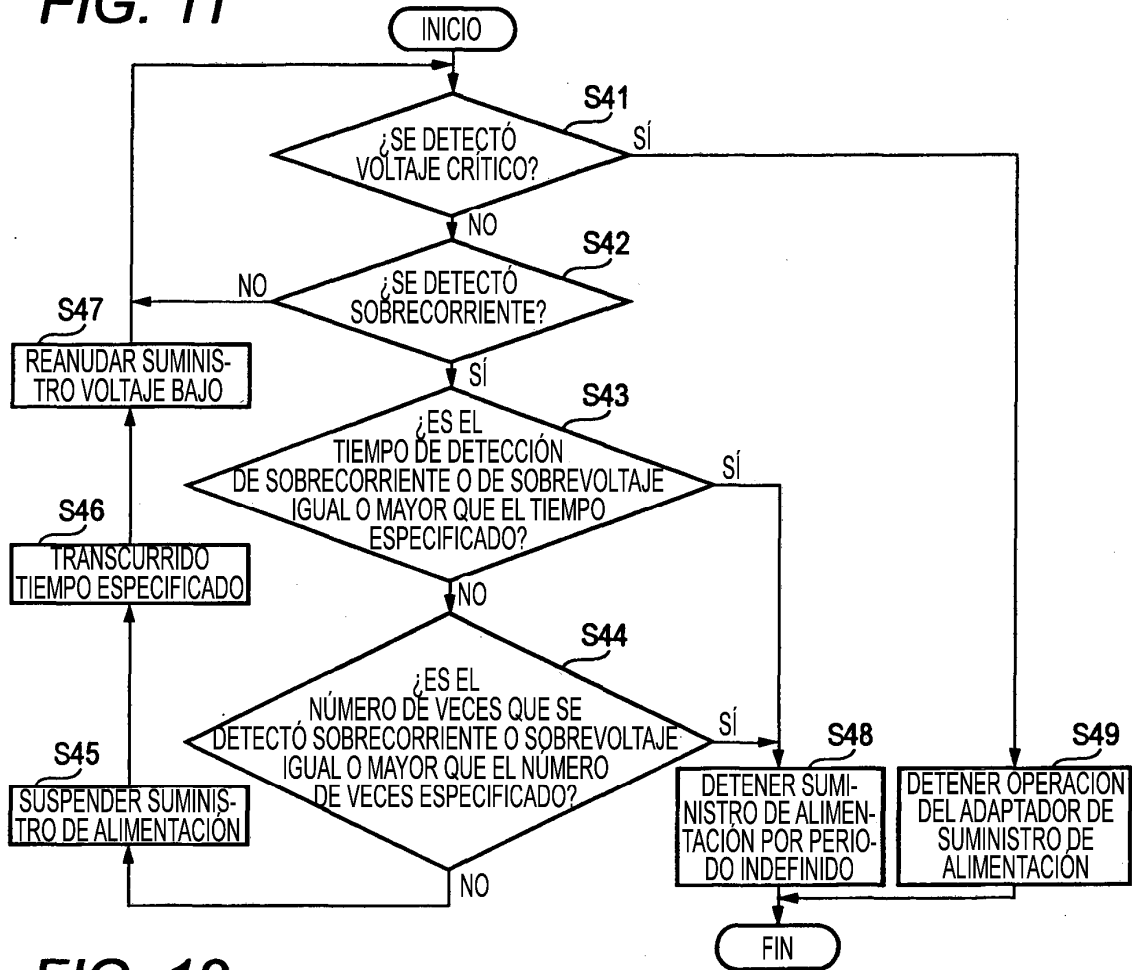 FIG. 11
INICIO
S41
¿SE DETECTÓ
VOLTAJE CRÍTICO?
SÍ
NO
S42
¿SE DETECTÓ
SOBRECORRIENTE?
NO
SÍ
S47
REANUDAR SUMINIS-
TRO VOLTAJE BAJO
S43
¿ES EL
TIEMPO DE DETECCIÓN
DE SOBRECORRIENTE O DE SOBREVOLTAJE
IGUAL O MAYOR QUE EL TIEMPO
ESPECIFICADO?
SÍ
NO
S46
TRANSCURRIDO
TIEMPO ESPECIFICADO
S44
¿ES EL
NÚMERO DE VECES QUE SE
DETECTÓ SOBRECORRIENTE O SOBREVOLTAJE
IGUAL O MAYOR QUE EL NÚMERO
DE VECES ESPECIFICADO?
SÍ
NO
S45
SUSPENDER SUMINIS-
TRO DE ALIMENTACIÓN
S48
DETENER SUMI-
NISTRO DE ALIMEN-
TACIÓN POR PERIO-
DO INDEFINIDO
S49
DETENER OPERACIÓN
DEL ADAPTADOR DE
SUMINISTRO DE
ALIMENTACIÓN
FIN